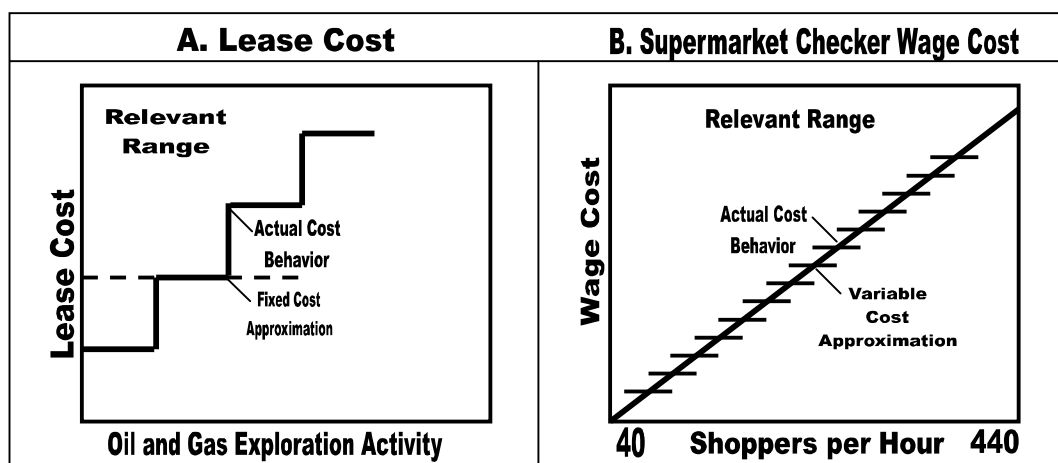 A. Lease Cost
B. Supermarket Checker Wage Cost
Relevant
Range
Lease Cost
Actual Cost
Behavior
Fixed Cost
Approximation
Oil and Gas Exploration Activity
Relevant Range
Wage Cost
Actual Cost
Behavior
Variable
Cost
Approximation
40 Shoppers per Hour 440